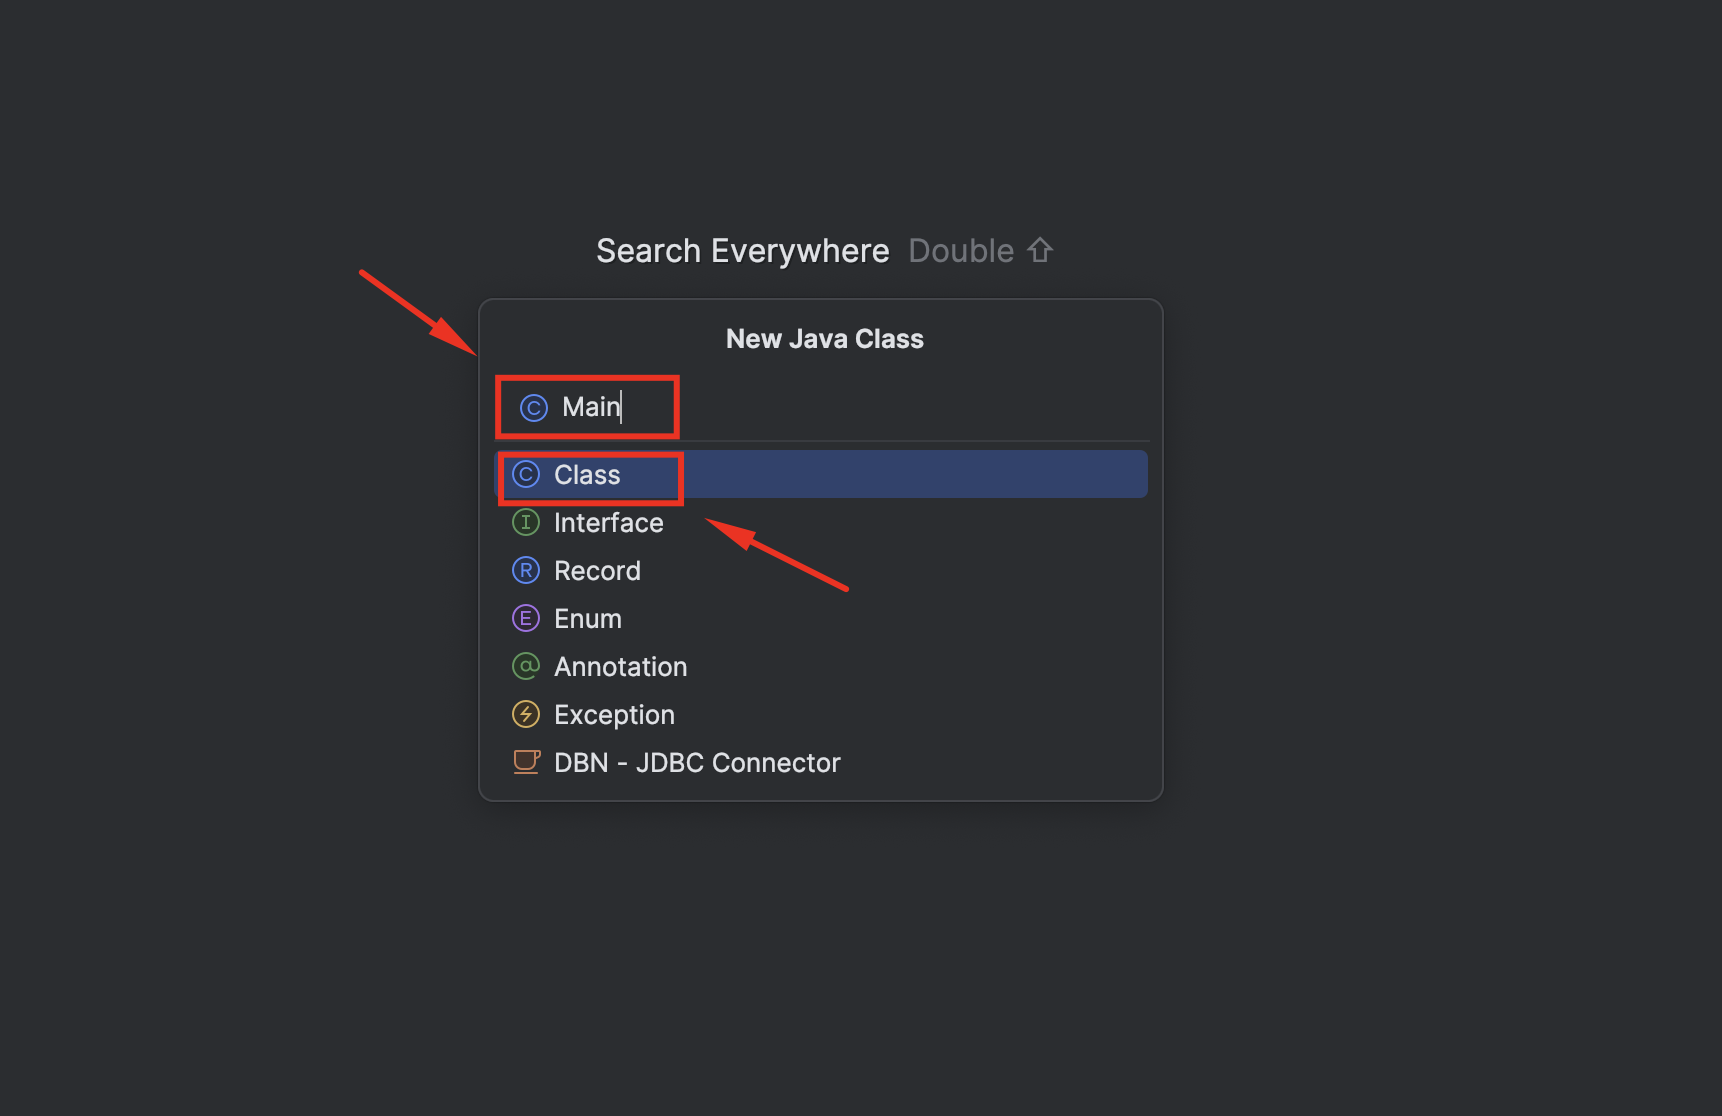 Search Everywhere Double ⇧
New Java Class
C Main
C Class
I Interface
R Record
E Enum
@ Annotation
Exception
DBN - JDBC Connector